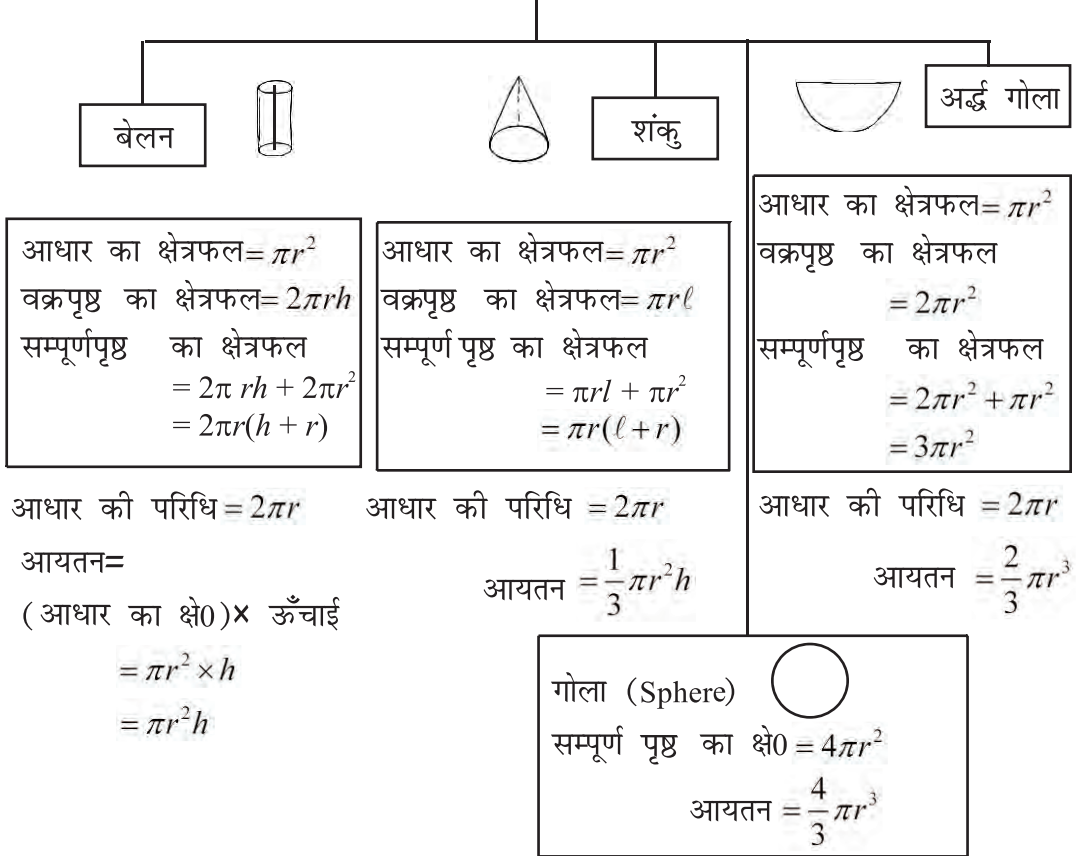 बेलन
आधार का क्षेत्रफल= πr²
वक्रपृष्ठ का क्षेत्रफल= 2πrh
सम्पूर्णपृष्ठ का क्षेत्रफल
= 2π rh + 2πr²
= 2πr(h + r)
आधार की परिधि = 2πr
आयतन=
(आधार का क्षे0)× ऊँचाई
= πr² × h
= πr²h
शंकु
आधार का क्षेत्रफल= πr²
वक्रपृष्ठ का क्षेत्रफल= πrℓ
सम्पूर्ण पृष्ठ का क्षेत्रफल
= πrl + πr²
= πr(ℓ + r)
आधार की परिधि = 2πr
आयतन = 1/3 πr²h
अर्द्ध गोला
आधार का क्षेत्रफल= πr²
वक्रपृष्ठ का क्षेत्रफल
= 2πr²
सम्पूर्णपृष्ठ का क्षेत्रफल
= 2πr² + πr²
= 3πr²
आधार की परिधि = 2πr
आयतन = 2/3 πr³
गोला (Sphere)
सम्पूर्ण पृष्ठ का क्षे0 = 4πr²
आयतन = 4/3 πr³